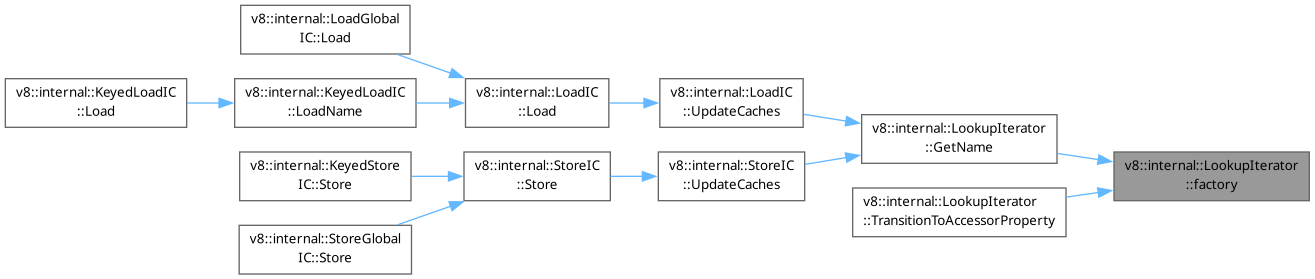 v8::internal::LoadGlobal
IC::Load
v8::internal::KeyedLoadIC
::Load
v8::internal::KeyedLoadIC
::LoadName
v8::internal::LoadIC
::Load
v8::internal::LoadIC
::UpdateCaches
v8::internal::LookupIterator
::GetName
v8::internal::LookupIterator
::factory
v8::internal::KeyedStore
IC::Store
v8::internal::StoreIC
::Store
v8::internal::StoreIC
::UpdateCaches
v8::internal::LookupIterator
::TransitionToAccessorProperty
v8::internal::StoreGlobal
IC::Store